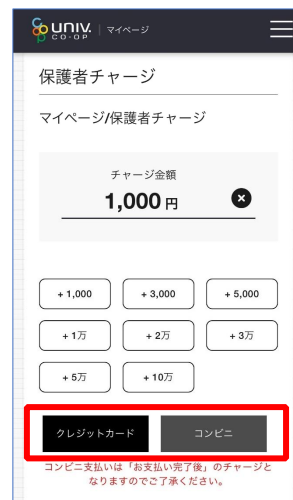 univ. マイページ
CO-OP
保護者チャージ
マイページ/保護者チャージ
チャージ金額
1,000 円
+ 1,000 + 3,000 + 5,000
+ 1万 + 2万 + 3万
+ 5万 + 10万
クレジットカード コンビニ
コンビニ支払いは「お支払い完了後」のチャージと
なりますのでご了承ください。